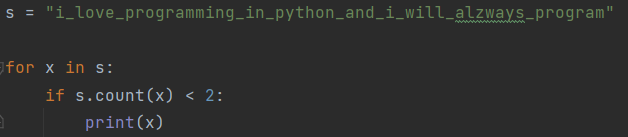 s = "i_love_programming_in_python_and_i_will_alzways_program"
for x in s:
    if s.count(x) < 2:
        print(x)